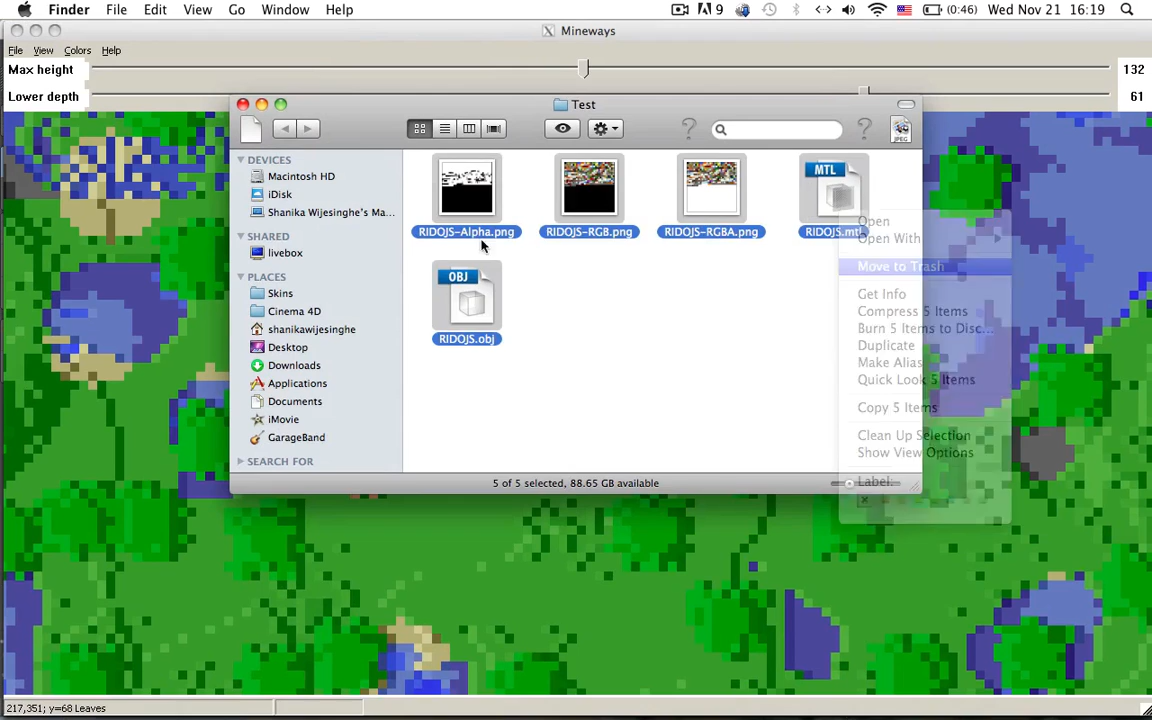 Finder File Edit View Go Window Help 9 (0:46) Wed Nov 21 16:19
X Mineways
File View Colors Help
Max height 132
Lower depth 61
Test
JPEG
DEVICES
Macintosh HD
iDisk
Shanika Wijesinghe's Ma...
SHARED
livebox
PLACES
Skins
Cinema 4D
shanikawijesinghe
Desktop
Downloads
Applications
Documents
iMovie
GarageBand
SEARCH FOR
MTL
RIDOJS-Alpha.png RIDOJS-RGB.png RIDOJS-RGBA.png RIDOJS.mtl
OBJ
RIDOJS.obj
Open
Open With
Move to Trash
Get Info
Compress 5 Items
Burn 5 Items to Disc...
Duplicate
Make Alias
Quick Look 5 Items
Copy 5 Items
Clean Up Selection
Show View Options
Label:
5 of 5 selected, 88.65 GB available
217,351; y=68 Leaves